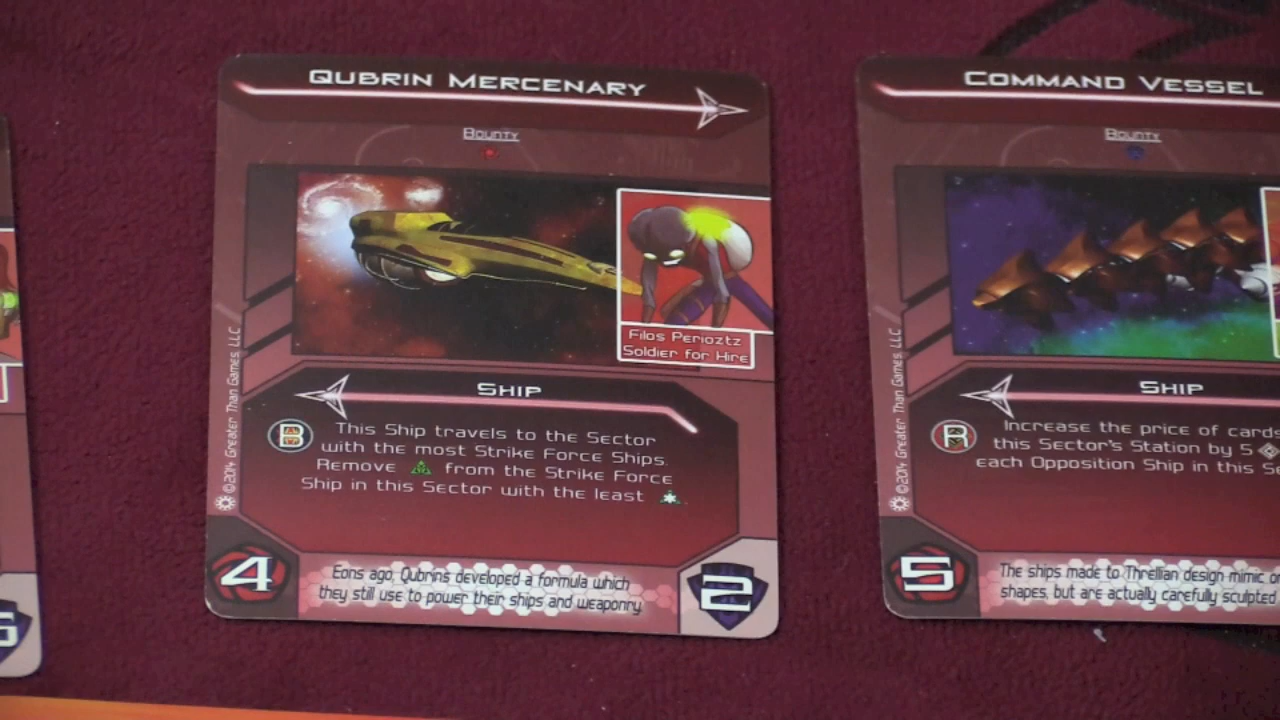 Qubrin Mercenary
Bounty
Filos Perioztz
Soldier for Hire
© 2014 Greater Than Games, LLC
Ship
B
This Ship travels to the Sector
with the most Strike Force Ships.
Remove from the Strike Force
Ship in this Sector with the least
4
Eons ago, Qubrins developed a formula which
they still use to power their ships and weaponry
2
Command Vessel
Bounty
© 2014 Greater Than Games, LLC
Ship
R
Increase the price of cards
this Sector's Station by 5
each Opposition Ship in this
5
The ships made to Threllian design mimic
shapes, but are actually carefully sculpted